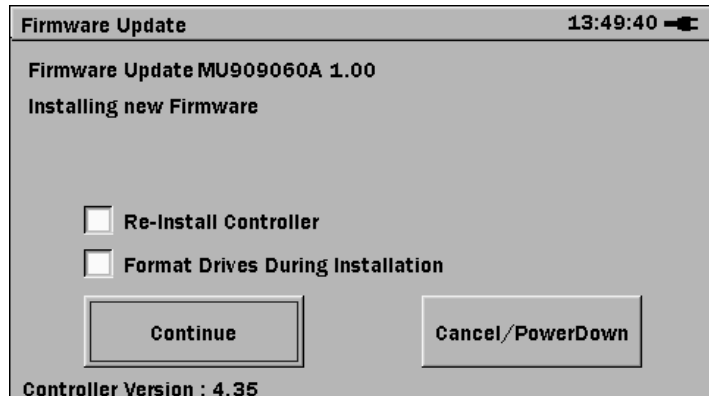 Firmware Update 13:49:40
Firmware Update MU909060A 1.00
Installing new Firmware
Re-Install Controller
Format Drives During Installation
Continue Cancel/PowerDown
Controller Version : 4.35